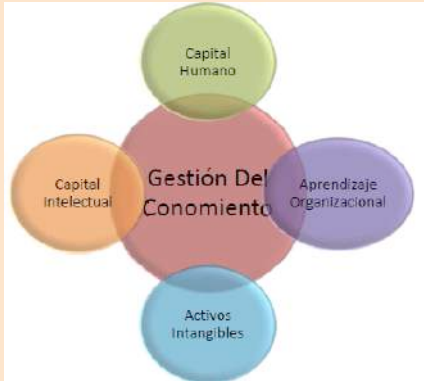 Capital
Humano
Capital
Intelectual
Gestión Del
Conomiento
Aprendizaje
Organizacional
Activos
Intangibles